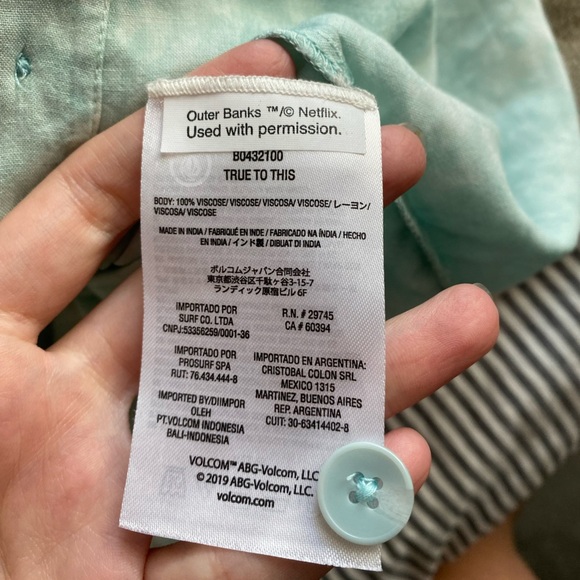 Outer Banks ™/© Netflix.
Used with permission.
B0432100
TRUE TO THIS
BODY: 100% VISCOSE/ VISCOSE/ VISCOSA/ VISCOSE/ レーヨン/
VISCOSA/ VISCOSE
MADE IN INDIA / FABRIQUÉ EN INDE / FABRICADO NA ÍNDIA / HECHO
EN INDIA / インド製 / DIBUAT DI INDIA
ボルコムジャパン合同会社
東京都渋谷区千駄ヶ谷3-15-7
ランディック原宿ビル 6F
IMPORTADO POR
SURF CO. LTDA
CNPJ:53356259/0001-36
R.N. # 29745
CA # 60394
IMPORTADO POR
PROSURF SPA
RUT: 76.434.444-8
IMPORTADO EN ARGENTINA:
CRISTOBAL COLON SRL
MEXICO 1315
MARTINEZ, BUENOS AIRES
REP. ARGENTINA
CUIT: 30-63414402-8
IMPORTED BY/DIIMPOR
OLEH
PT.VOLCOM INDONESIA
BALI-INDONESIA
VOLCOM™ ABG-Volcom, LLC
© 2019 ABG-Volcom, LLC.
volcom.com